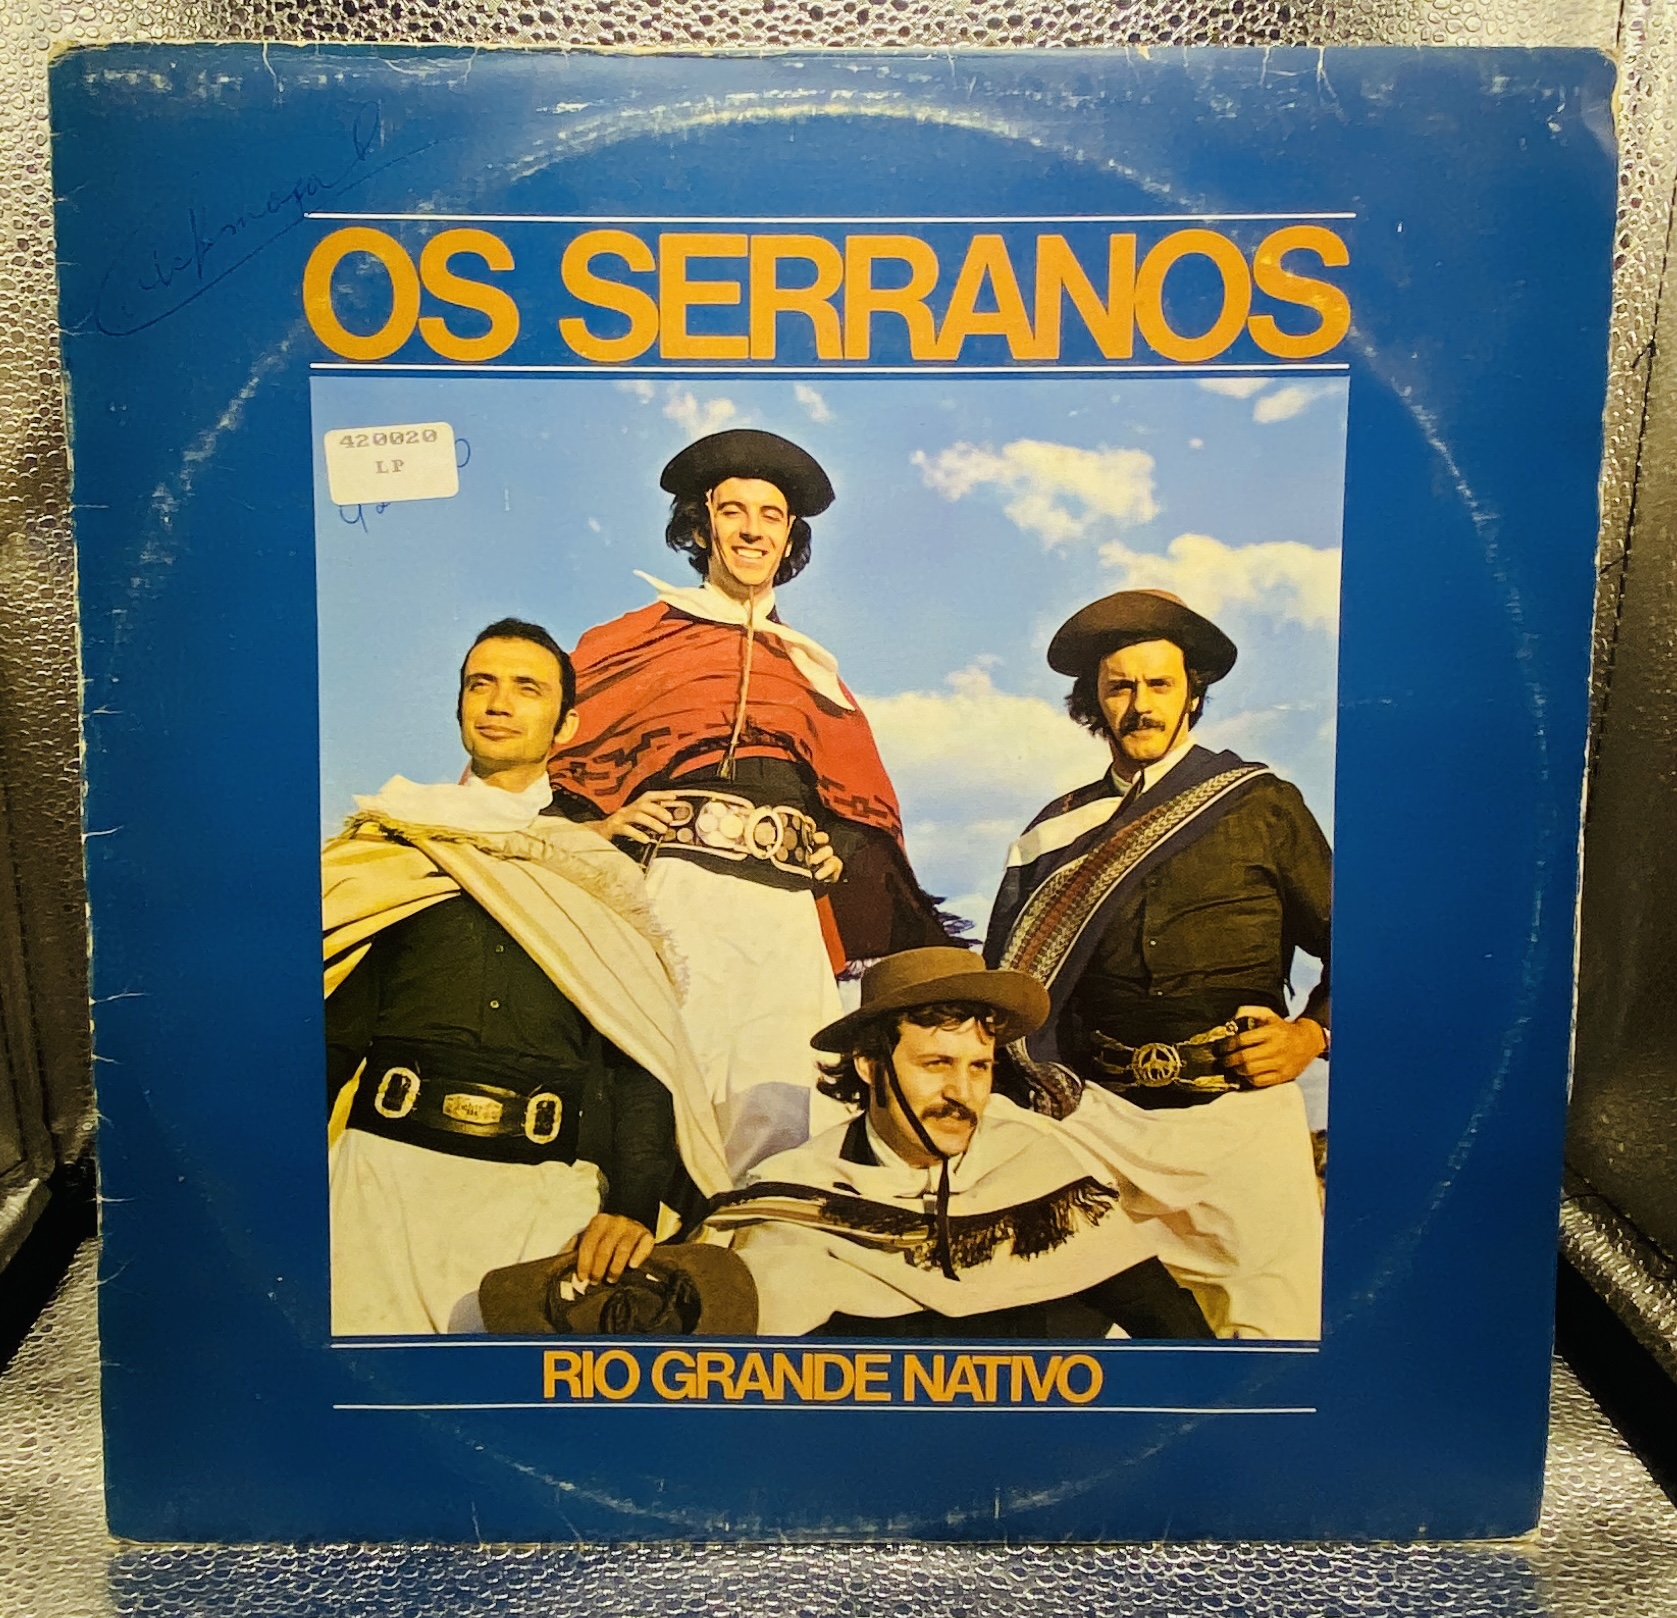 OS SERRANOS
420020
LP
RIO GRANDE NATIVO